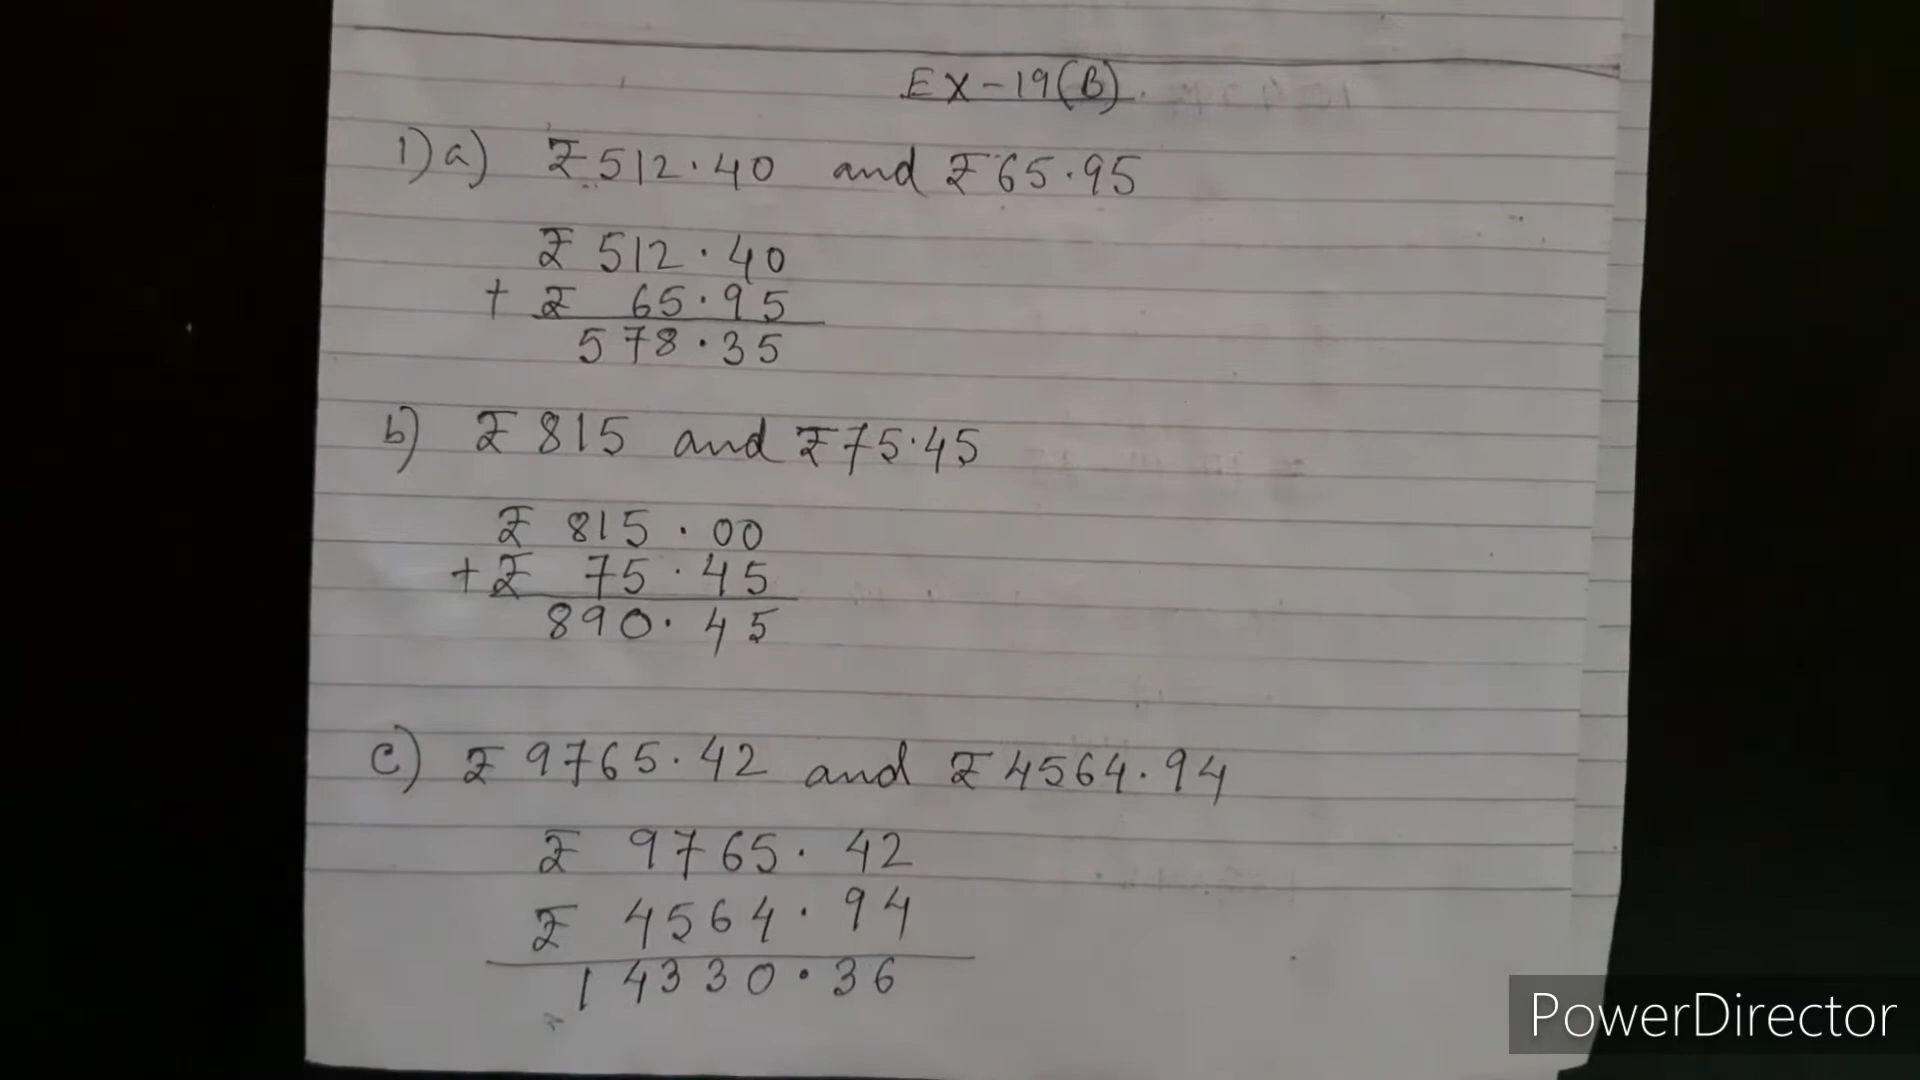 EX-19(B)
1) a) ₹ 512.40 and ₹ 65.95
₹ 512.40
+ ₹ 65.95
578.35
b) ₹ 815 and ₹ 75.45
₹ 815.00
+ ₹ 75.45
890.45
c) ₹ 9765.42 and ₹ 4564.94
₹ 9765.42
₹ 4564.94
14330.36
PowerDirector